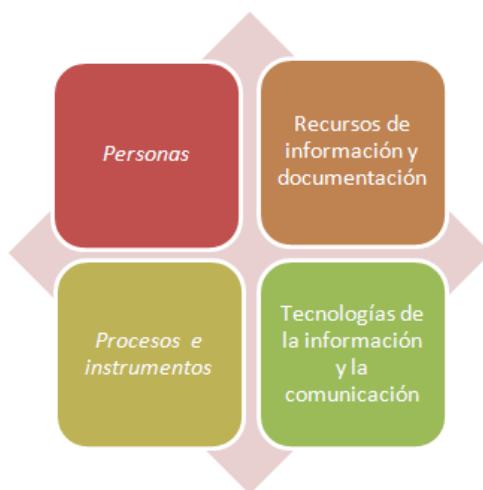 Personas
Recursos de
información y
documentación
Procesos e
instrumentos
Tecnologías de
la información
y la
comunicación